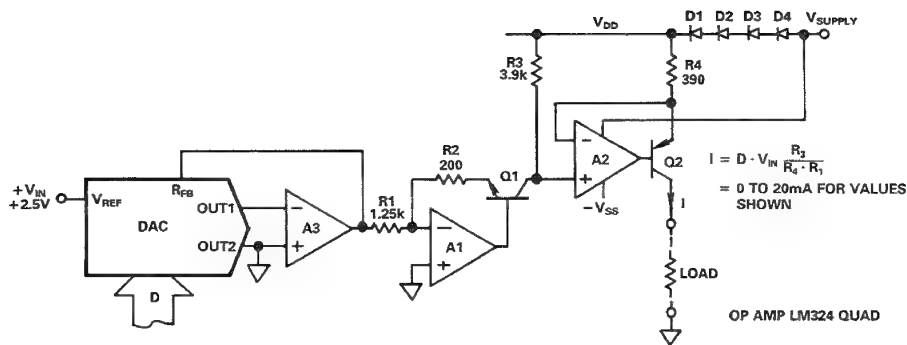 V_DD
D1 D2 D3 D4
V_SUPPLY
R3
3.9k
R4
390
R2
200
Q1
−
A2
+
Q2
−V_SS
I = D · V_IN R_3 / R_4 · R_1
= 0 TO 20mA FOR VALUES
SHOWN
I
+V_IN
+2.5V
V_REF
R_FB
DAC
OUT1
OUT2
−
A3
+
R1
1.25k
−
A1
+
D
LOAD
OP AMP LM324 QUAD